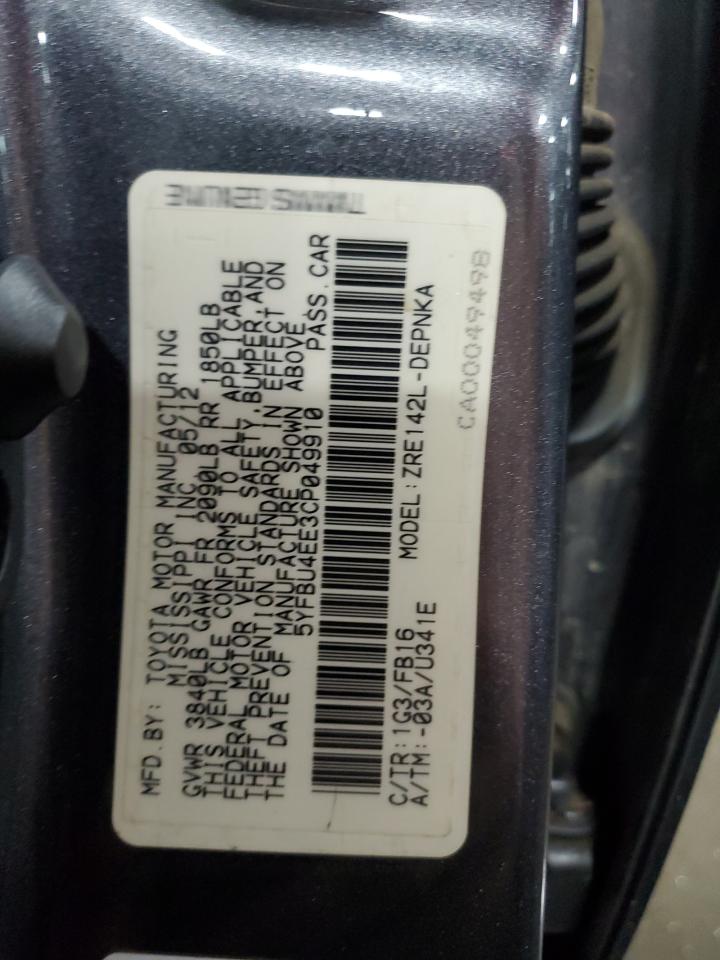 MFD.BY: TOYOTA MOTOR MANUFACTURING
MISSISSIPPI INC 05/12
GVWR 3840LB GAWR FR 2090LB RR 1850LB
THIS VEHICLE CONFORMS TO ALL APPLICABLE
FEDERAL MOTOR VEHICLE SAFETY,BUMPER,AND
THEFT PREVENTION STANDARDS IN EFFECT ON
THE DATE OF MANUFACTURE SHOWN ABOVE.
5YFBU4EE3CP049910 PASS.CAR
C/TR:1G3/FB16 MODEL:ZRE142L-DEPNKA
A/TM:-03A/U341E
CA00049498